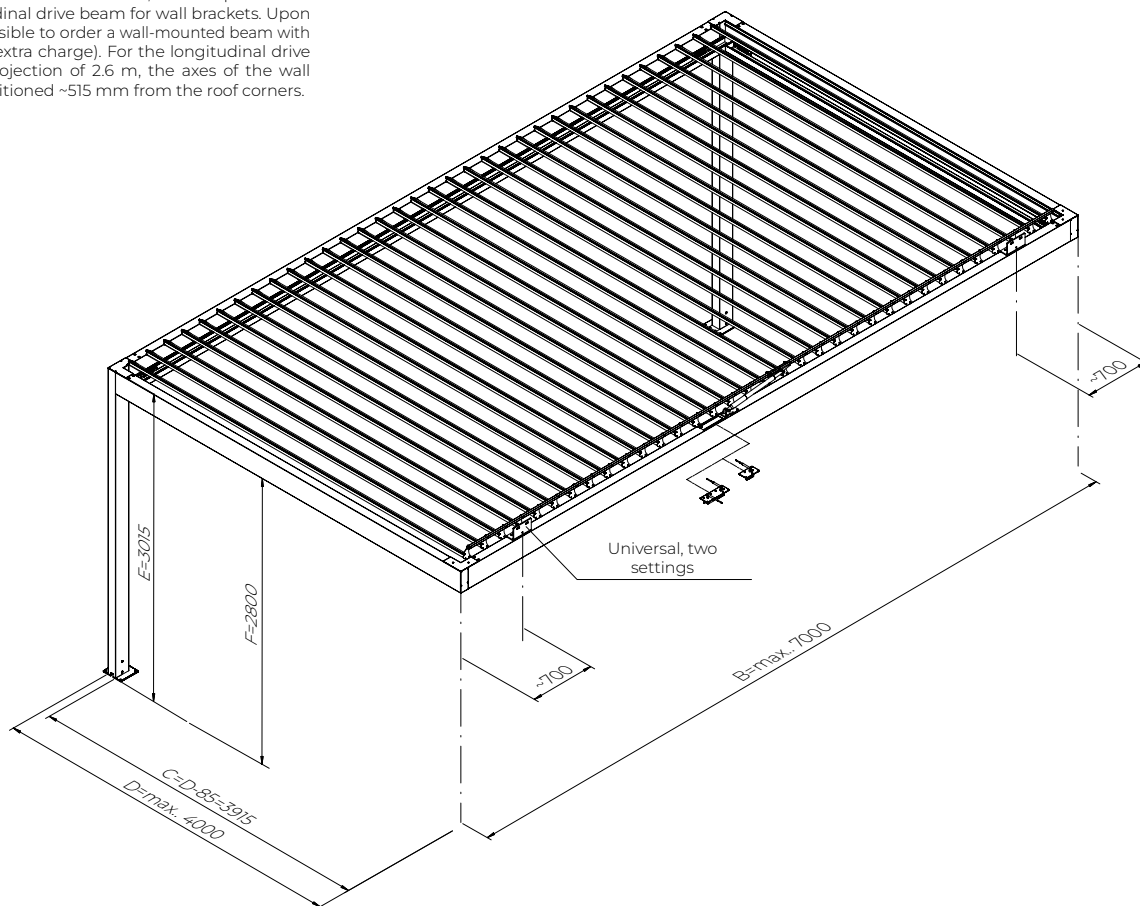 dinal drive beam for wall brackets. Upon
sible to order a wall-mounted beam with
extra charge). For the longitudinal drive
ojection of 2.6 m, the axes of the wall
itioned ~515 mm from the roof corners.
~700
E=3015
F=2800
Universal, two
settings
~700
B=max.. 7000
C=D-85=3915
D=max.. 4000